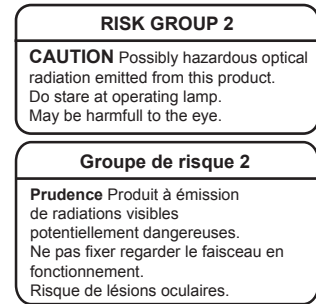 RISK GROUP 2
CAUTION Possibly hazardous optical
radiation emitted from this product.
Do stare at operating lamp.
May be harmfull to the eye.
Groupe de risque 2
Prudence Produit à émission
de radiations visibles
potentiellement dangereuses.
Ne pas fixer regarder le faisceau en
fonctionnement.
Risque de lésions oculaires.